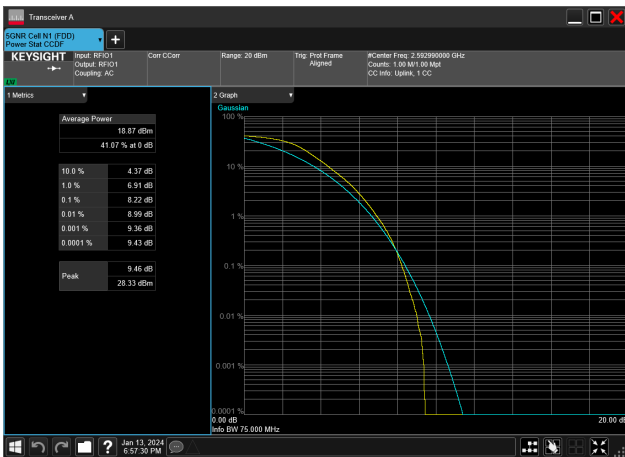 Transceiver A
5GNR Cell N1 (FDD)
Power Stat CCDF
KEYSIGHT
Input: RFIO1
Output: RFIO1
Coupling: AC
Corr CCorr
Range: 20 dBm
Trig: Prot Frame
Aligned
#Center Freq: 2.592990000 GHz
Counts: 1.00 M/1.00 Mpt
CC Info: Uplink, 1 CC
1 Metrics
Average Power
18.87 dBm
41.07 % at 0 dB
10.0 % 4.37 dB
1.0 % 6.91 dB
0.1 % 8.22 dB
0.01 % 8.99 dB
0.001 % 9.36 dB
0.0001 % 9.43 dB
Peak
9.46 dB
28.33 dBm
2 Graph
Gaussian
100 %
10 %
1 %
0.1 %
0.01 %
0.001 %
0.0001 %
0.00 dB
20.00 dB
Info BW 75.000 MHz
Jan 13, 2024
6:57:30 PM